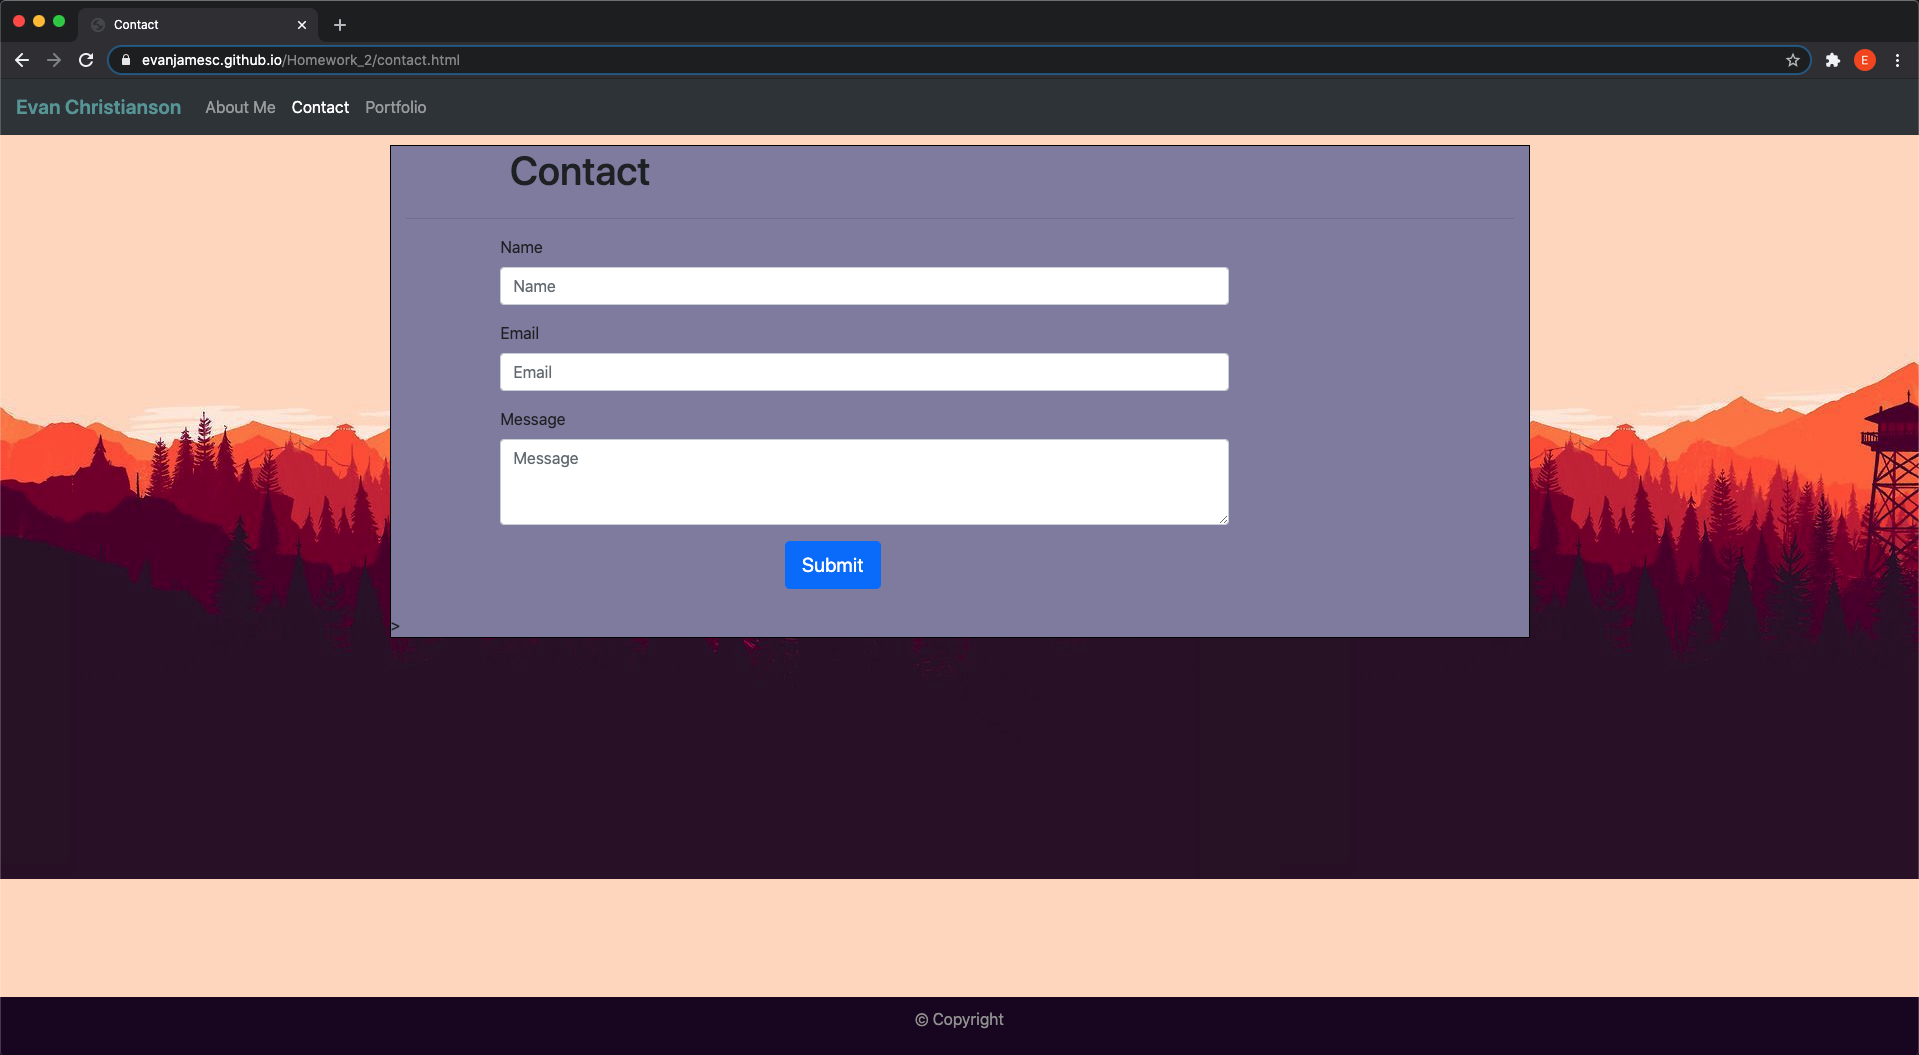 Contact
evanjamesc.github.io/Homework_2/contact.html
E
Evan Christianson About Me Contact Portfolio
Contact
Name
Name
Email
Email
Message
Message
Submit
>
© Copyright